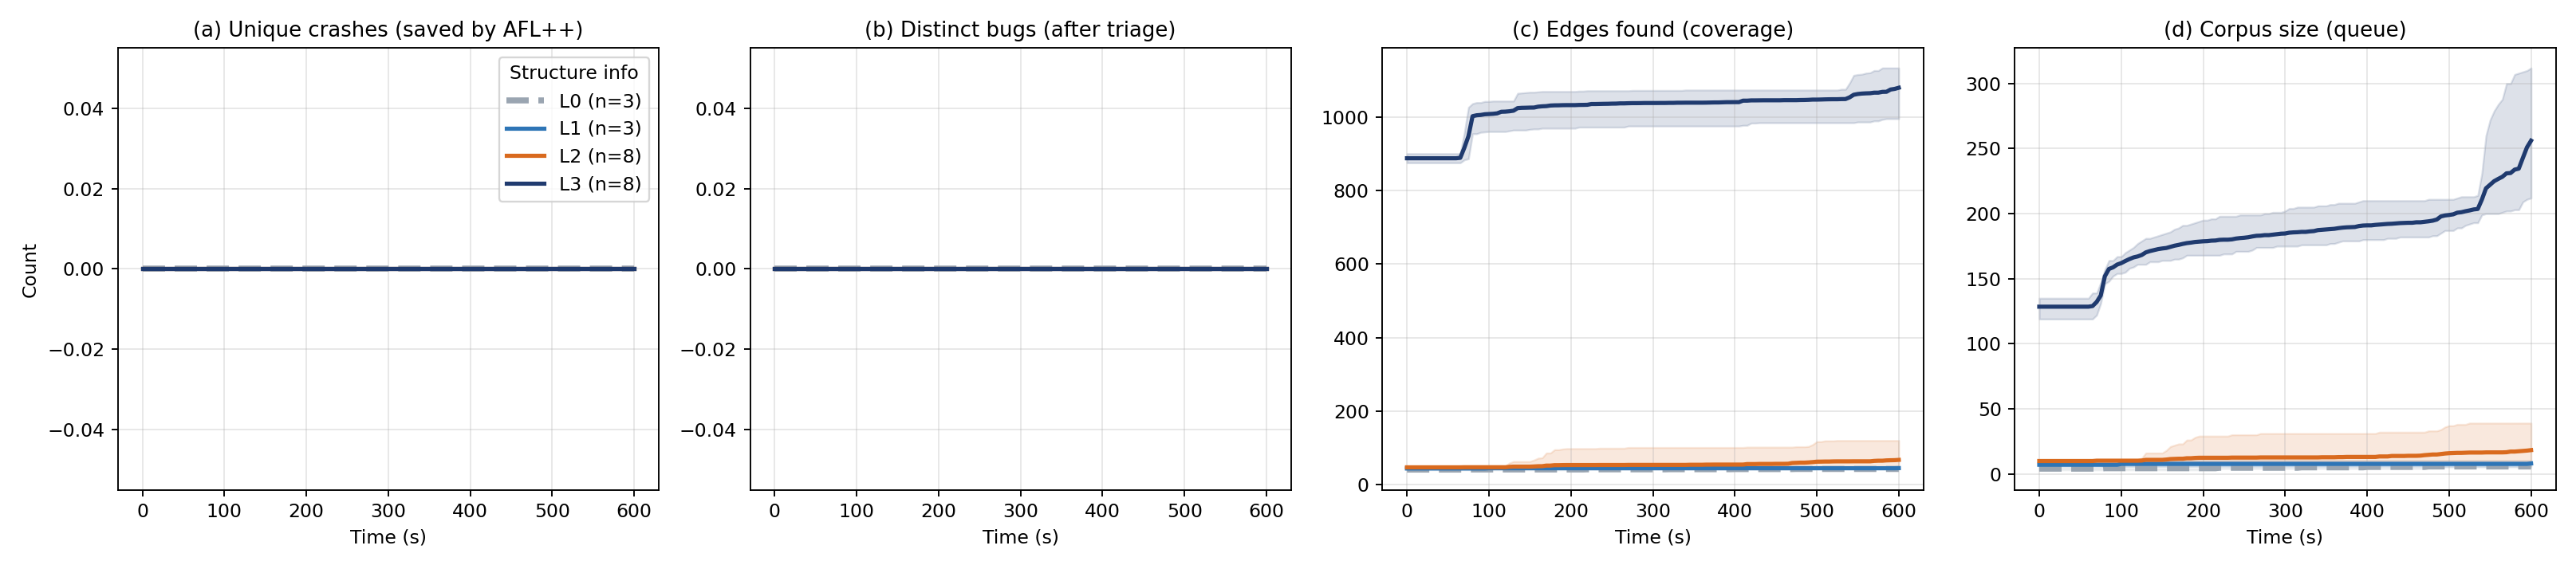 (a) Unique crashes (saved by AFL++)
Count
0.04
0.02
0.00
−0.02
−0.04
Structure info
L0 (n=3)
L1 (n=3)
L2 (n=8)
L3 (n=8)
0 100 200 300 400 500 600
Time (s)
(b) Distinct bugs (after triage)
0.04
0.02
0.00
−0.02
−0.04
0 100 200 300 400 500 600
Time (s)
(c) Edges found (coverage)
1000
800
600
400
200
0
0 100 200 300 400 500 600
Time (s)
(d) Corpus size (queue)
300
250
200
150
100
50
0
0 100 200 300 400 500 600
Time (s)